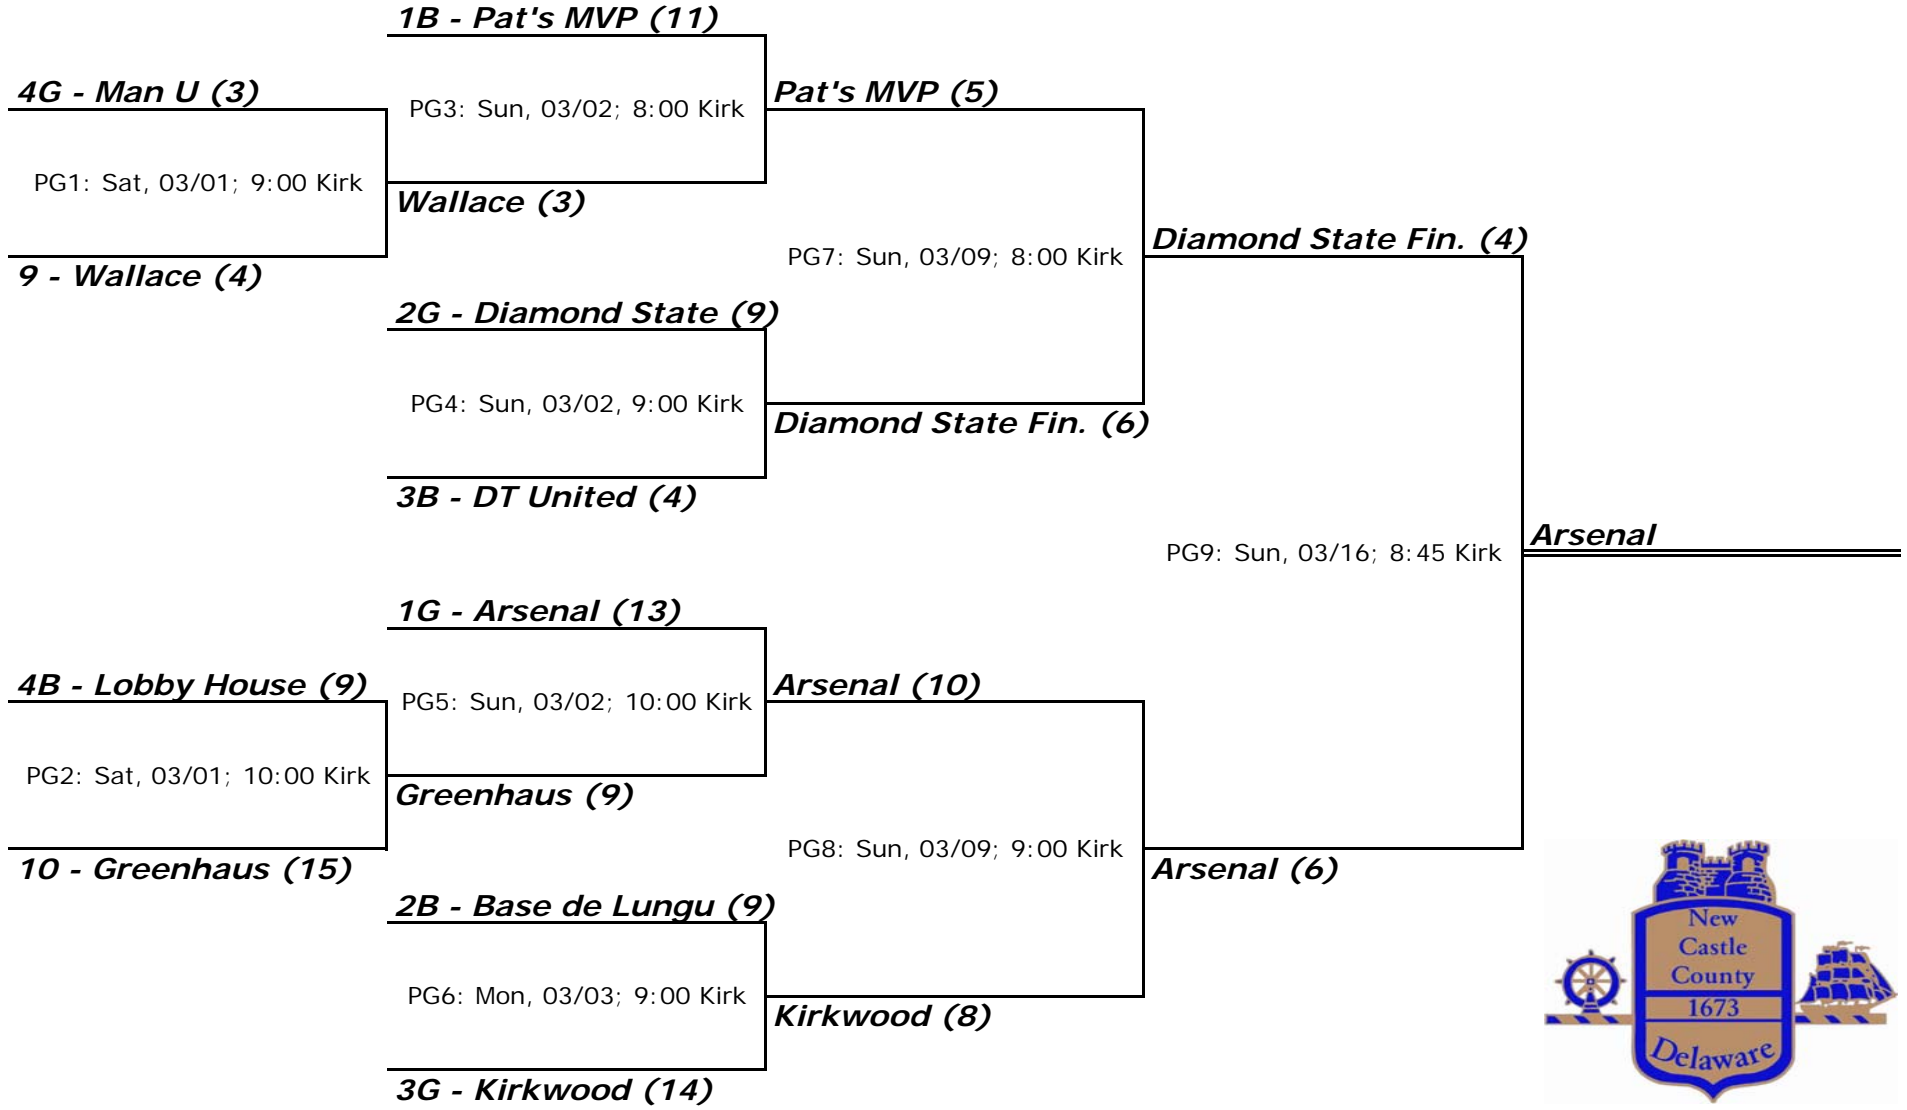 1B - Pat's MVP (11)
4G - Man U (3)
PG3: Sun, 03/02; 8:00 Kirk
Pat's MVP (5)
PG1: Sat, 03/01; 9:00 Kirk
Wallace (3)
9 - Wallace (4)
PG7: Sun, 03/09; 8:00 Kirk
Diamond State Fin. (4)
2G - Diamond State (9)
PG4: Sun, 03/02, 9:00 Kirk
Diamond State Fin. (6)
3B - DT United (4)
PG9: Sun, 03/16; 8:45 Kirk
Arsenal
1G - Arsenal (13)
4B - Lobby House (9)
PG5: Sun, 03/02; 10:00 Kirk
Arsenal (10)
PG2: Sat, 03/01; 10:00 Kirk
Greenhaus (9)
10 - Greenhaus (15)
PG8: Sun, 03/09; 9:00 Kirk
Arsenal (6)
2B - Base de Lungu (9)
PG6: Mon, 03/03; 9:00 Kirk
Kirkwood (8)
3G - Kirkwood (14)
New
Castle
County
1673
Delaware